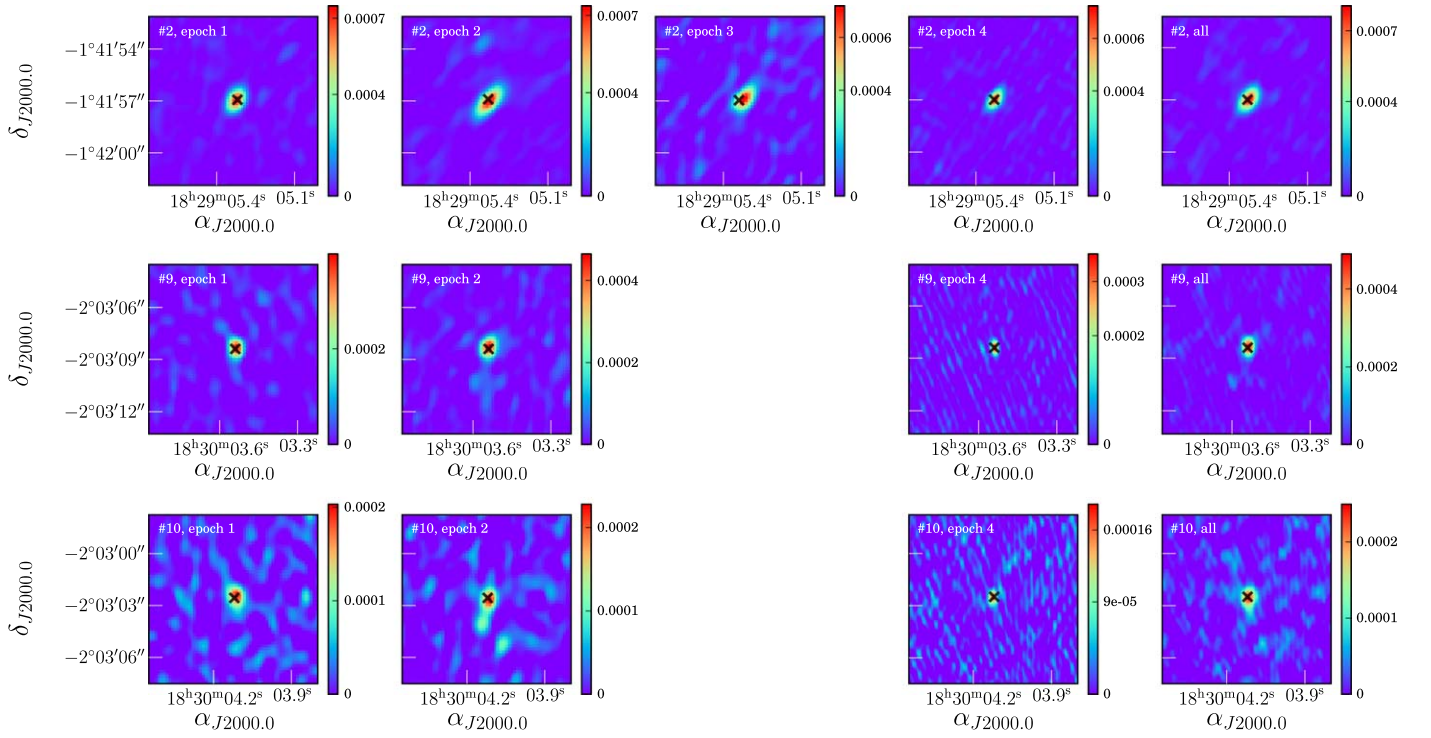 #2, epoch 1
0.0007
0.0004
0
#2, epoch 2
0.0007
0.0004
0
#2, epoch 3
0.0006
0.0004
0
#2, epoch 4
0.0006
0.0004
0
#2, all
0.0007
0.0004
0
δJ2000.0
−1°41′54″
−1°41′57″
−1°42′00″
18ʰ29ᵐ05.4ˢ 05.1ˢ
αJ2000.0
18ʰ29ᵐ05.4ˢ 05.1ˢ
αJ2000.0
18ʰ29ᵐ05.4ˢ 05.1ˢ
αJ2000.0
18ʰ29ᵐ05.4ˢ 05.1ˢ
αJ2000.0
18ʰ29ᵐ05.4ˢ 05.1ˢ
αJ2000.0
#9, epoch 1
0.0002
0
#9, epoch 2
0.0004
0.0002
0
#9, epoch 4
0.0003
0.0002
0
#9, all
0.0004
0.0002
0
δJ2000.0
−2°03′06″
−2°03′09″
−2°03′12″
18ʰ30ᵐ03.6ˢ 03.3ˢ
αJ2000.0
18ʰ30ᵐ03.6ˢ 03.3ˢ
αJ2000.0
18ʰ30ᵐ03.6ˢ 03.3ˢ
αJ2000.0
18ʰ30ᵐ03.6ˢ 03.3ˢ
αJ2000.0
#10, epoch 1
0.0002
0.0001
0
#10, epoch 2
0.0002
0.0001
0
#10, epoch 4
0.00016
9e-05
0
#10, all
0.0002
0.0001
0
δJ2000.0
−2°03′00″
−2°03′03″
−2°03′06″
18ʰ30ᵐ04.2ˢ 03.9ˢ
αJ2000.0
18ʰ30ᵐ04.2ˢ 03.9ˢ
αJ2000.0
18ʰ30ᵐ04.2ˢ 03.9ˢ
αJ2000.0
18ʰ30ᵐ04.2ˢ 03.9ˢ
αJ2000.0